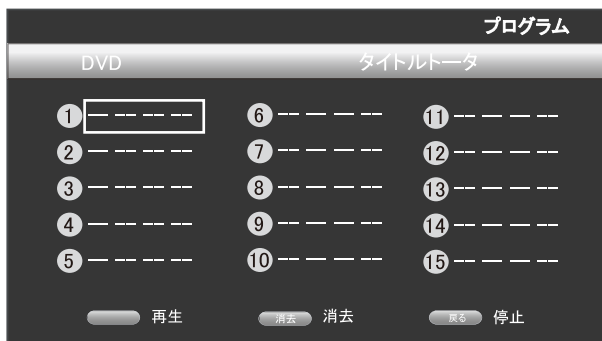 プログラム
DVD タイトルトータ
1 — -- -- -- 6 -- — — -- 11 -- — — --
2 — -- -- -- 7 -- — — -- 12 -- — — --
3 — -- -- -- 8 -- — — -- 13 -- — — --
4 — -- -- -- 9 -- — — -- 14 -- — — --
5 — -- -- -- 10 -- — — -- 15 -- — — --
再生 消去 消去 戻る 停止